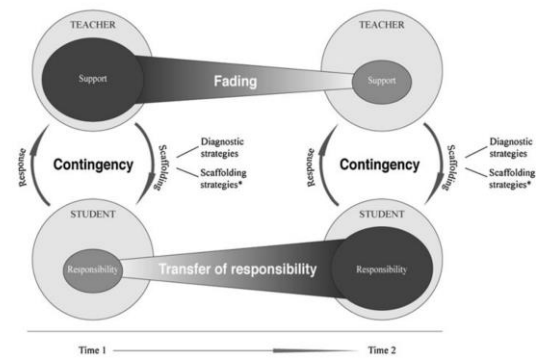 TEACHER
TEACHER
Support
Fading
Support
Response
Contingency
Scaffolding
Diagnostic
strategies
Scaffolding
strategies*
Response
Contingency
Scaffolding
Diagnostic
strategies
Scaffolding
strategies*
STUDENT
STUDENT
Responsibility
Transfer of responsibility
Responsibility
Time 1
Time 2